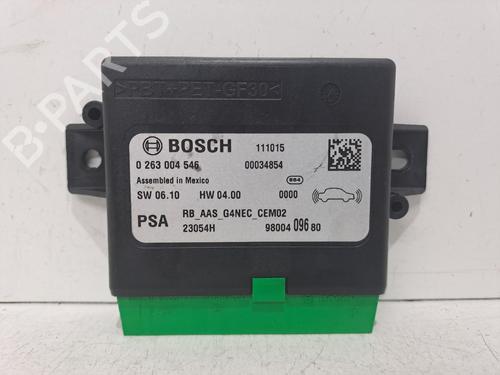 >PBT+PET-GF30<
BOSCH 111015
0 263 004 546 00034854
Assembled in Mexico 664
SW 06.10 HW 04.00 0000
PSA RB_AAS_G4NEC_CEM02
23054H 98004 096 80
B-PARTS